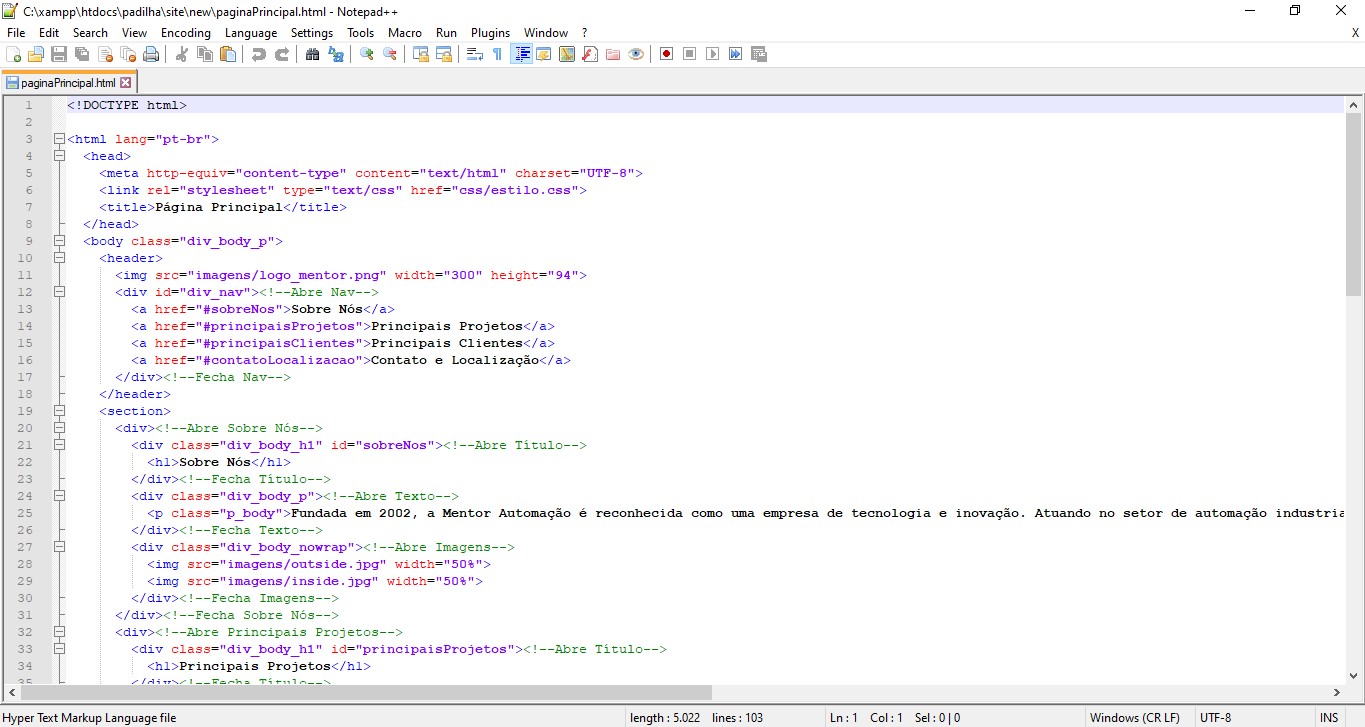 C:\xampp\htdocs\padilha\site\new\paginaPrincipal.html - Notepad++
File Edit Search View Encoding Language Settings Tools Macro Run Plugins Window ? X
paginaPrincipal.html
1 <!DOCTYPE html>
2
3 <html lang="pt-br">
4 <head>
5 <meta http-equiv="content-type" content="text/html" charset="UTF-8">
6 <link rel="stylesheet" type="text/css" href="css/estilo.css">
7 <title>Página Principal</title>
8 </head>
9 <body class="div_body_p">
10 <header>
11 <img src="imagens/logo_mentor.png" width="300" height="94">
12 <div id="div_nav"><!--Abre Nav-->
13 <a href="#sobreNos">Sobre Nós</a>
14 <a href="#principaisProjetos">Principais Projetos</a>
15 <a href="#principaisClientes">Principais Clientes</a>
16 <a href="#contatoLocalizacao">Contato e Localização</a>
17 </div><!--Fecha Nav-->
18 </header>
19 <section>
20 <div><!--Abre Sobre Nós-->
21 <div class="div_body_h1" id="sobreNos"><!--Abre Título-->
22 <h1>Sobre Nós</h1>
23 </div><!--Fecha Título-->
24 <div class="div_body_p"><!--Abre Texto-->
25 <p class="p_body">Fundada em 2002, a Mentor Automação é reconhecida como uma empresa de tecnologia e inovação. Atuando no setor de automação industria
26 </div><!--Fecha Texto-->
27 <div class="div_body_nowrap"><!--Abre Imagens-->
28 <img src="imagens/outside.jpg" width="50%">
29 <img src="imagens/inside.jpg" width="50%">
30 </div><!--Fecha Imagens-->
31 </div><!--Fecha Sobre Nós-->
32 <div><!--Abre Principais Projetos-->
33 <div class="div_body_h1" id="principaisProjetos"><!--Abre Título-->
34 <h1>Principais Projetos</h1>
35 </div><!--Fecha Título-->
Hyper Text Markup Language file length : 5.022 lines : 103 Ln : 1 Col : 1 Sel : 0 | 0 Windows (CR LF) UTF-8 INS